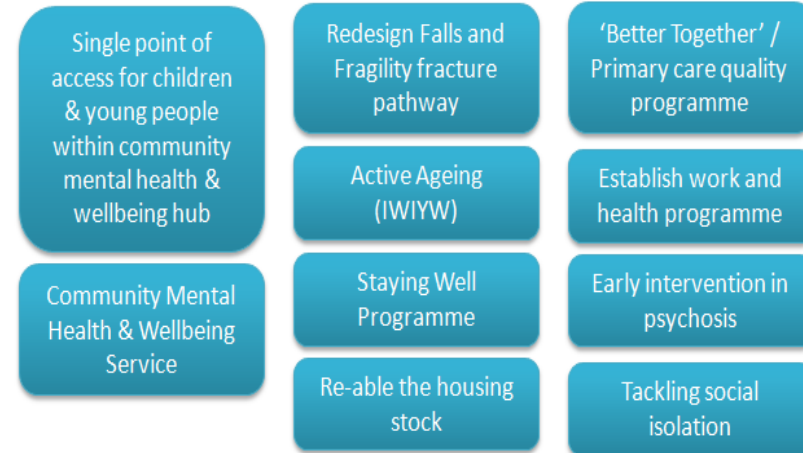 Single point of
access for children
& young people
within community
mental health &
wellbeing hub
Community Mental
Health & Wellbeing
Service
Redesign Falls and
Fragility fracture
pathway
Active Ageing
(IWIYW)
Staying Well
Programme
Re-able the housing
stock
‘Better Together’ /
Primary care quality
programme
Establish work and
health programme
Early intervention in
psychosis
Tackling social
isolation